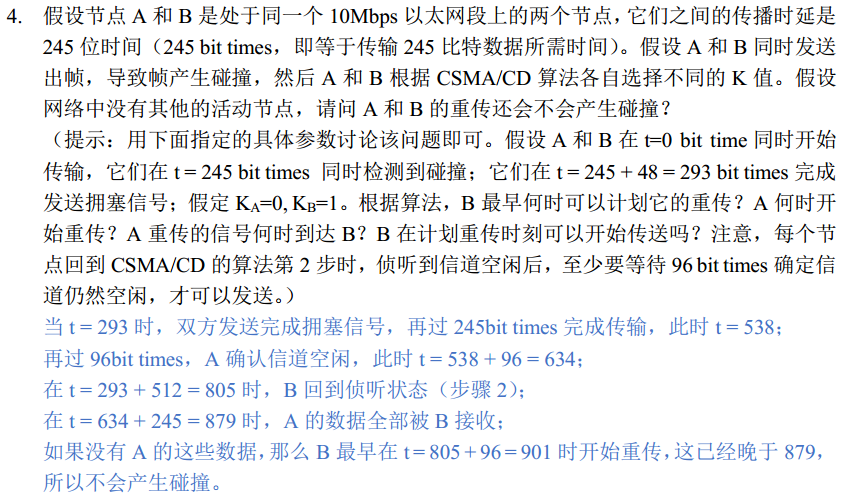 4. 假设节点 A 和 B 是处于同一个 10Mbps 以太网段上的两个节点，它们之间的传播时延是
245 位时间（245 bit times，即等于传输 245 比特数据所需时间）。假设 A 和 B 同时发送
出帧，导致帧产生碰撞，然后 A 和 B 根据 CSMA/CD 算法各自选择不同的 K 值。假设
网络中没有其他的活动节点，请问 A 和 B 的重传还会不会产生碰撞？
（提示：用下面指定的具体参数讨论该问题即可。假设 A 和 B 在 t=0 bit time 同时开始
传输，它们在 t = 245 bit times 同时检测到碰撞；它们在 t = 245 + 48 = 293 bit times 完成
发送拥塞信号；假定 KA=0, KB=1。根据算法，B 最早何时可以计划它的重传？A 何时开
始重传？A 重传的信号何时到达 B？B 在计划重传时刻可以开始传送吗？注意，每个节
点回到 CSMA/CD 的算法第 2 步时，侦听到信道空闲后，至少要等待 96 bit times 确定信
道仍然空闲，才可以发送。）
当 t = 293 时，双方发送完成拥塞信号，再过 245bit times 完成传输，此时 t = 538；
再过 96bit times，A 确认信道空闲，此时 t = 538 + 96 = 634；
在 t = 293 + 512 = 805 时，B 回到侦听状态（步骤 2）；
在 t = 634 + 245 = 879 时，A 的数据全部被 B 接收；
如果没有 A 的这些数据，那么 B 最早在 t = 805 + 96 = 901 时开始重传，这已经晚于 879，
所以不会产生碰撞。